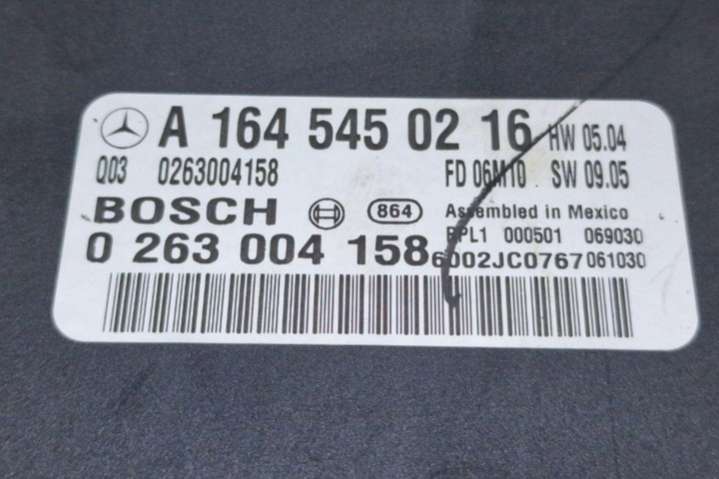 A 164 545 02 16 HW 05.04
Q03 0263004158 FD 06M10 SW 09.05
BOSCH 864 Assembled in Mexico
0 263 004 158 RPL1 000501 069030
6002JC0767 061030